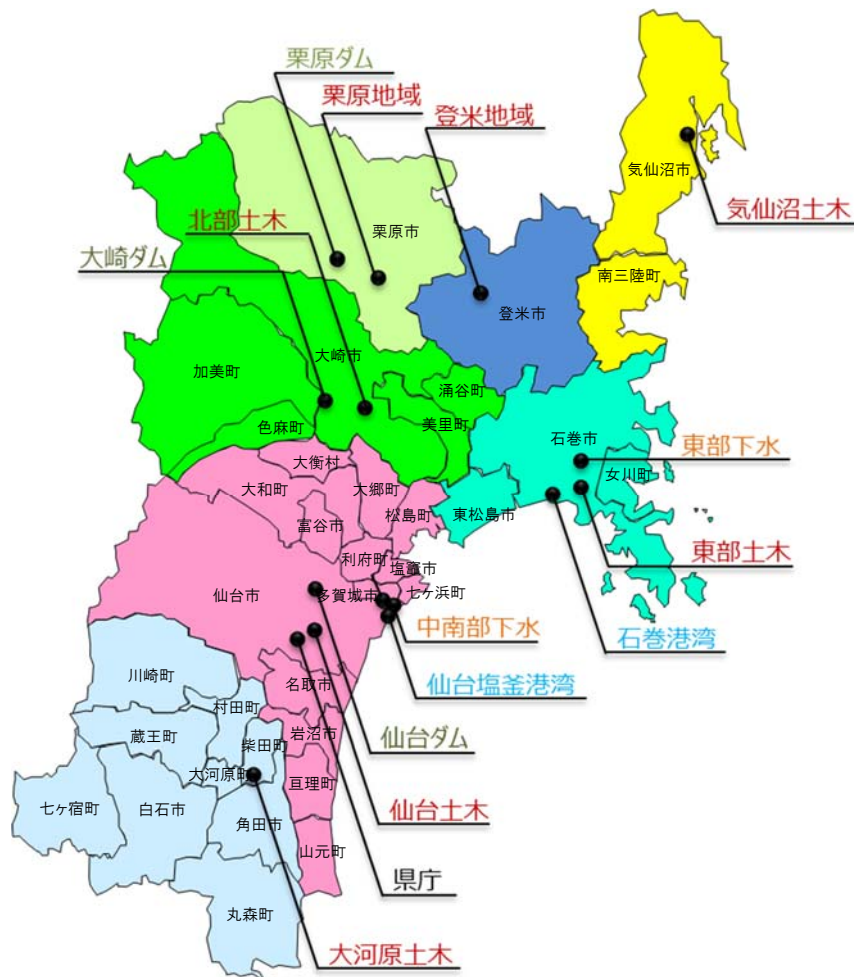 栗原ダム
栗原地域
登米地域
気仙沼市
気仙沼土木
北部土木
栗原市
大崎ダム
南三陸町
登米市
大崎市
加美町
涌谷町
色麻町
美里町
石巻市
東部下水
大衡村
女川町
大和町
大郷町
松島町
東松島市
富谷市
東部土木
利府町
塩竈市
仙台市
多賀城市
七ヶ浜町
中南部下水
石巻港湾
川崎町
名取市
仙台塩釜港湾
村田町
蔵王町
柴田町
岩沼市
仙台ダム
大河原町
亘理町
七ヶ宿町
白石市
角田市
仙台土木
山元町
県庁
丸森町
大河原土木